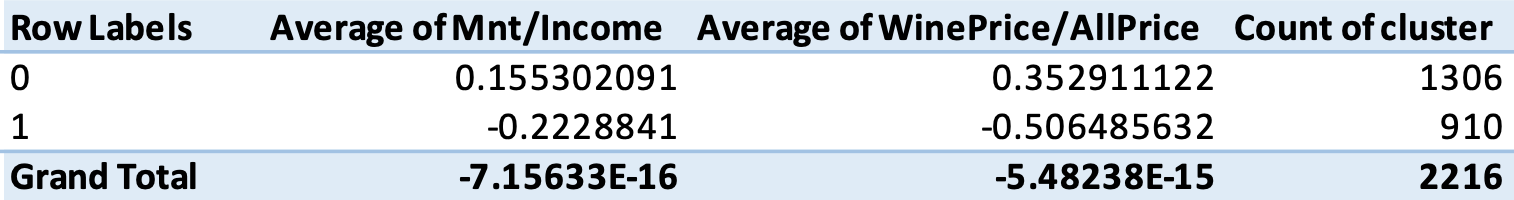 Row Labels Average of Mnt/Income Average of WinePrice/AllPrice Count of cluster
0 0.155302091 0.352911122 1306
1 -0.2228841 -0.506485632 910
Grand Total -7.15633E-16 -5.48238E-15 2216